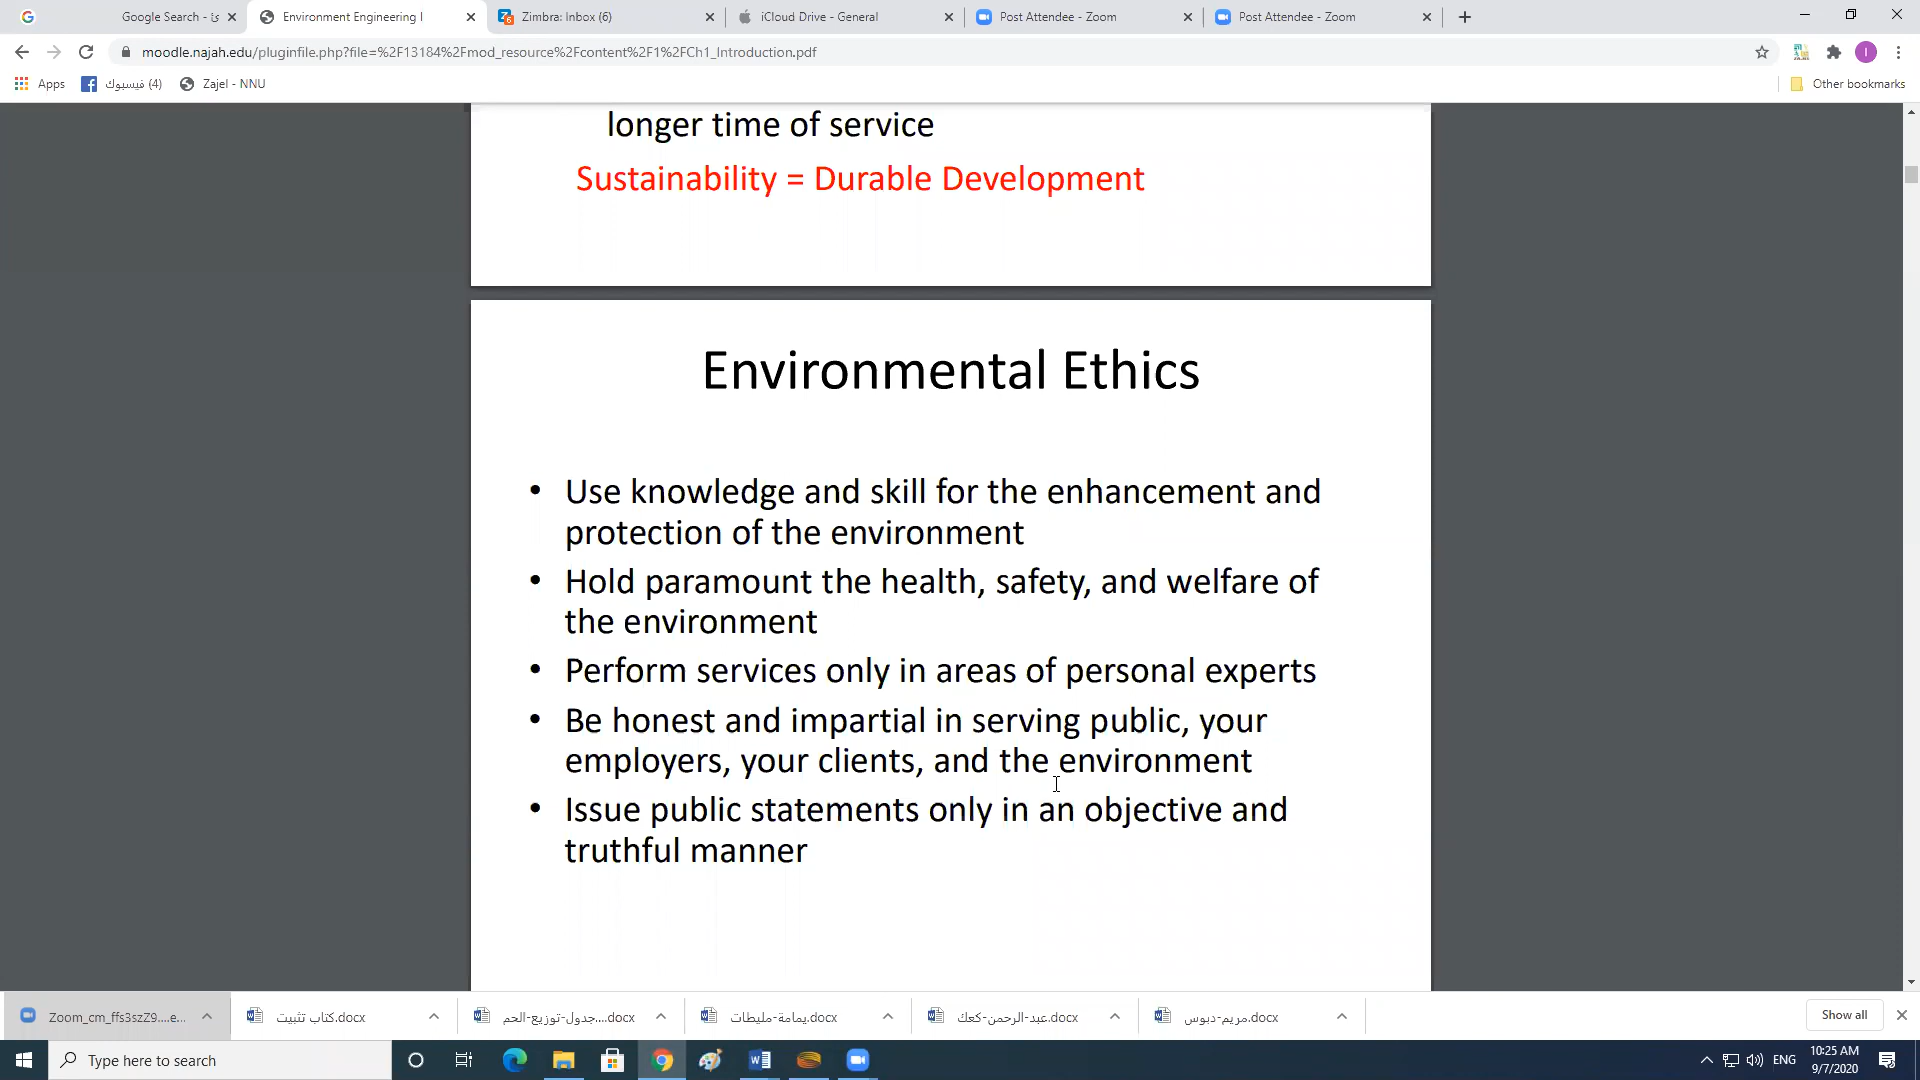 Google Search - ئ
Environment Engineering I
Zimbra: Inbox (6)
iCloud Drive - General
Post Attendee - Zoom
Post Attendee - Zoom
moodle.najah.edu/pluginfile.php?file=%2F13184%2Fmod_resource%2Fcontent%2F1%2FCh1_Introduction.pdf
Apps
(4) فيسبوك
Zajel - NNU
Other bookmarks
longer time of service
Sustainability = Durable Development
Environmental Ethics
• Use knowledge and skill for the enhancement and
protection of the environment
• Hold paramount the health, safety, and welfare of
the environment
• Perform services only in areas of personal experts
• Be honest and impartial in serving public, your
employers, your clients, and the environment
• Issue public statements only in an objective and
truthful manner
Zoom_cm_ffs3szZ9....e...
كتاب تثبيت.docx
جدول-توزيع-الحم....docx
يمامة-مليطات.docx
عبد-الرحمن-كعك.docx
مريم-دبوس.docx
Show all
Type here to search
ENG
10:25 AM
9/7/2020